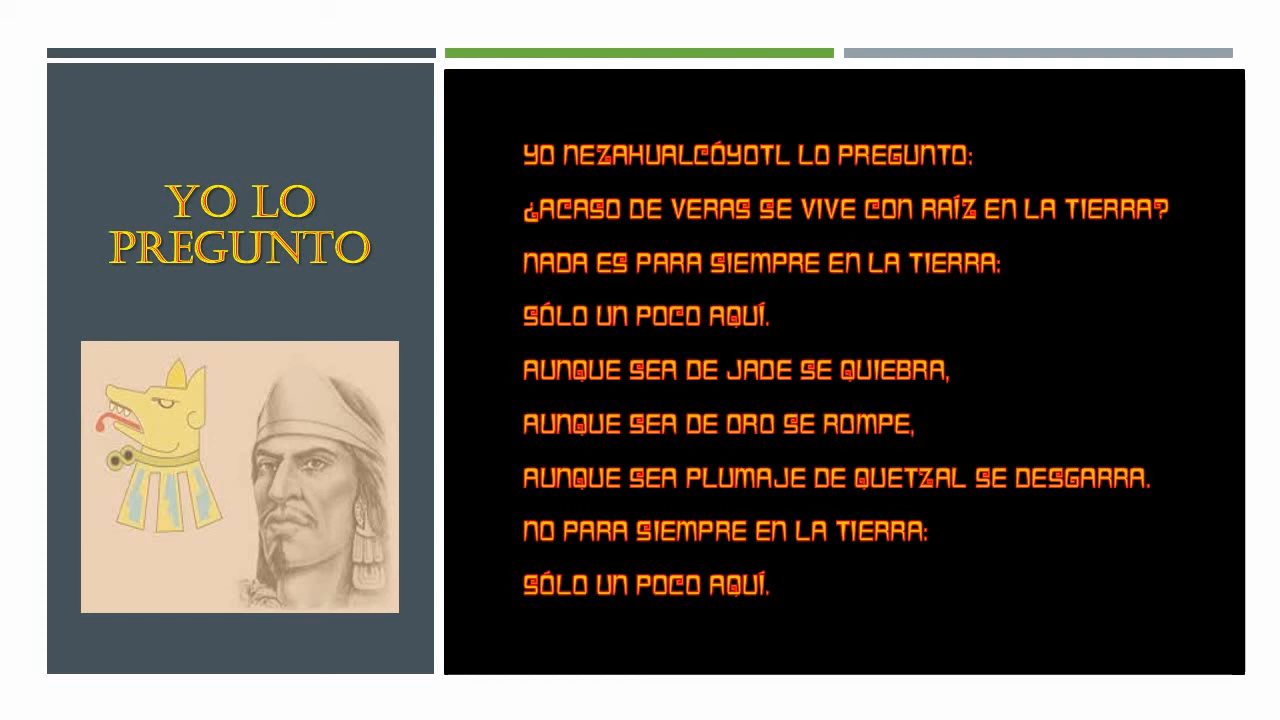 YO LO
PREGUNTO
YO NEZAHUALCÓYOTL LO PREGUNTO:
¿ACASO DE VERAS SE VIVE CON RAÍZ EN LA TIERRA?
NADA ES PARA SIEMPRE EN LA TIERRA:
SÓLO UN POCO AQUÍ.
AUNQUE SEA DE JADE SE QUIEBRA,
AUNQUE SEA DE ORO SE ROMPE,
AUNQUE SEA PLUMAJE DE QUETZAL SE DESGARRA.
NO PARA SIEMPRE EN LA TIERRA:
SÓLO UN POCO AQUÍ.